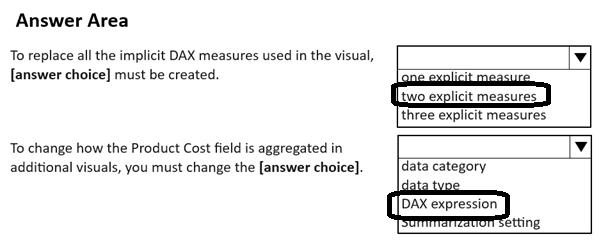 Answer Area
To replace all the implicit DAX measures used in the visual,
[answer choice] must be created.
one explicit measure
two explicit measures
three explicit measures
To change how the Product Cost field is aggregated in
additional visuals, you must change the [answer choice].
data category
data type
DAX expression
Summarization setting